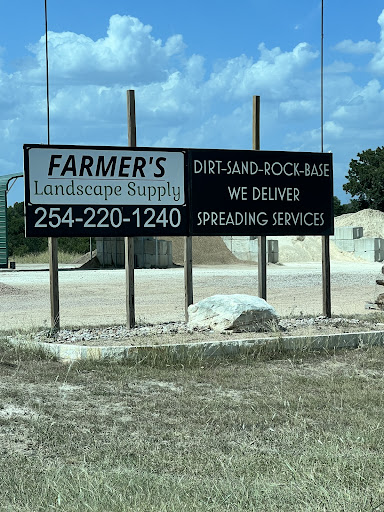 FARMER'S
Landscape Supply
254-220-1240
DIRT-SAND-ROCK-BASE
WE DELIVER
SPREADING SERVICES